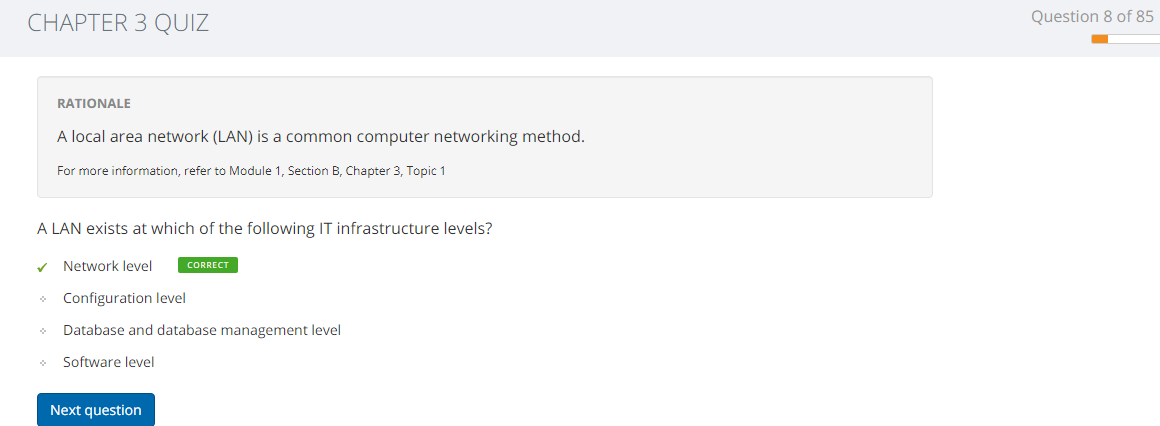 CHAPTER 3 QUIZ
Question 8 of 85
RATIONALE
A local area network (LAN) is a common computer networking method.
For more information, refer to Module 1, Section B, Chapter 3, Topic 1
A LAN exists at which of the following IT infrastructure levels?
Network level CORRECT
Configuration level
Database and database management level
Software level
Next question